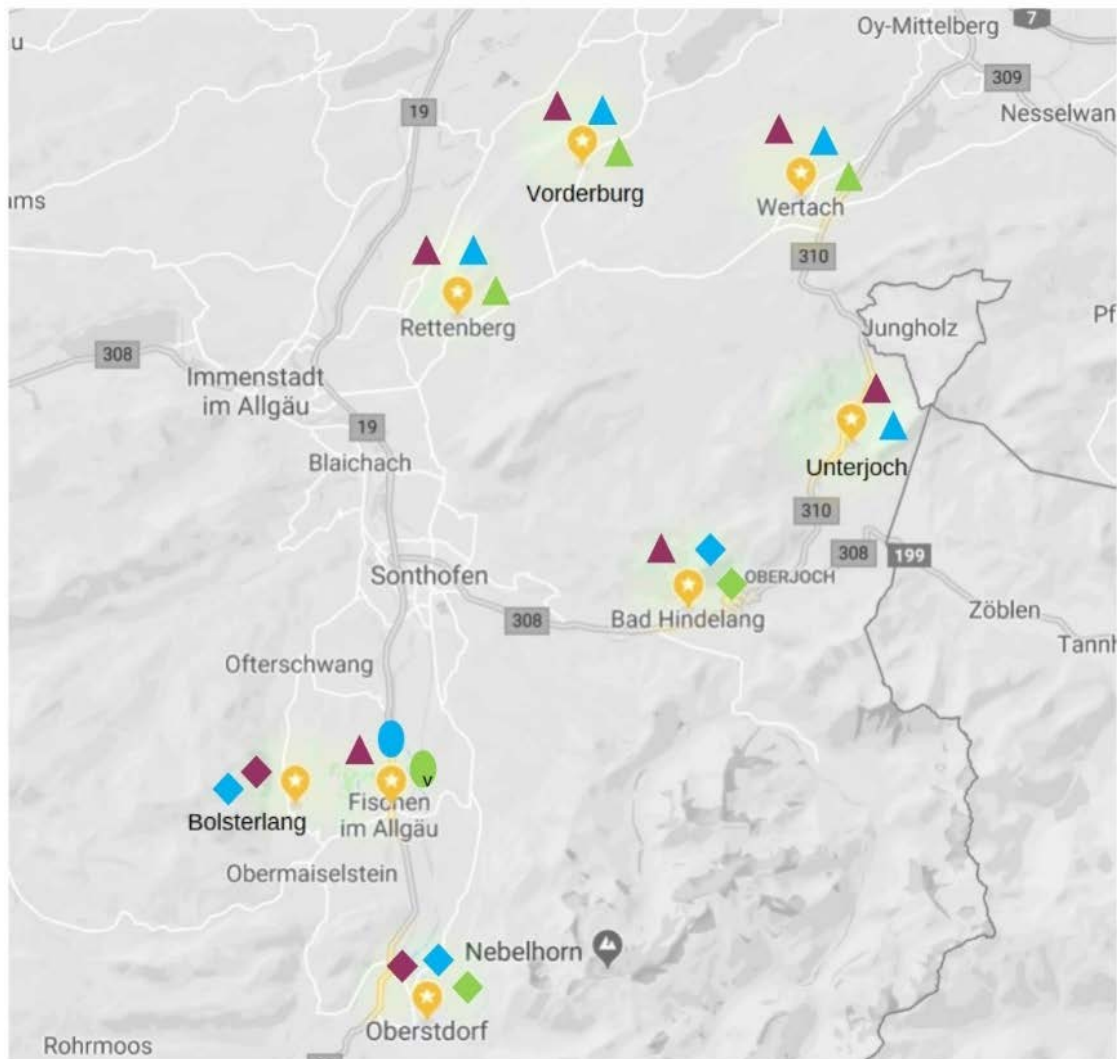 7
Oy-Mittelberg
u
309
19
Nesselwan
Vorderburg
ams
Wertach
310
Rettenberg
Jungholz
Pf
308
Immenstadt
im Allgäu
19
Blaichach
Unterjoch
310
308
199
Sonthofen
OBERJOCH
308
Bad Hindelang
Zöblen
Tannh
Ofterschwang
v
Fischen
im Allgäu
Bolsterlang
Obermaiselstein
Nebelhorn
Oberstdorf
Rohrmoos